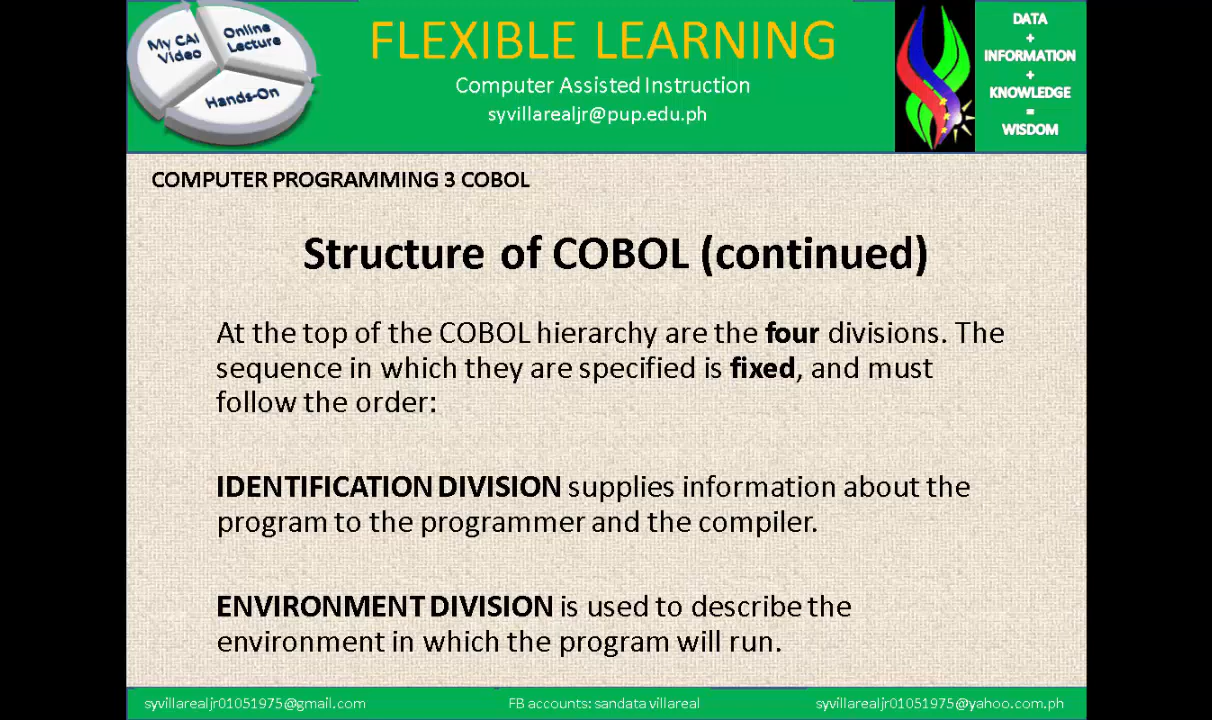 My CAI
Video
Online
Lecture
Hands-On
FLEXIBLE LEARNING
Computer Assisted Instruction
syvillarealjr@pup.edu.ph
DATA
+
INFORMATION
+
KNOWLEDGE
=
WISDOM
COMPUTER PROGRAMMING 3 COBOL
Structure of COBOL (continued)
At the top of the COBOL hierarchy are the four divisions. The
sequence in which they are specified is fixed, and must
follow the order:
IDENTIFICATION DIVISION supplies information about the
program to the programmer and the compiler.
ENVIRONMENT DIVISION is used to describe the
environment in which the program will run.
syvillarealjr01051975@gmail.com
FB accounts: sandata villareal
syvillarealjr01051975@yahoo.com.ph